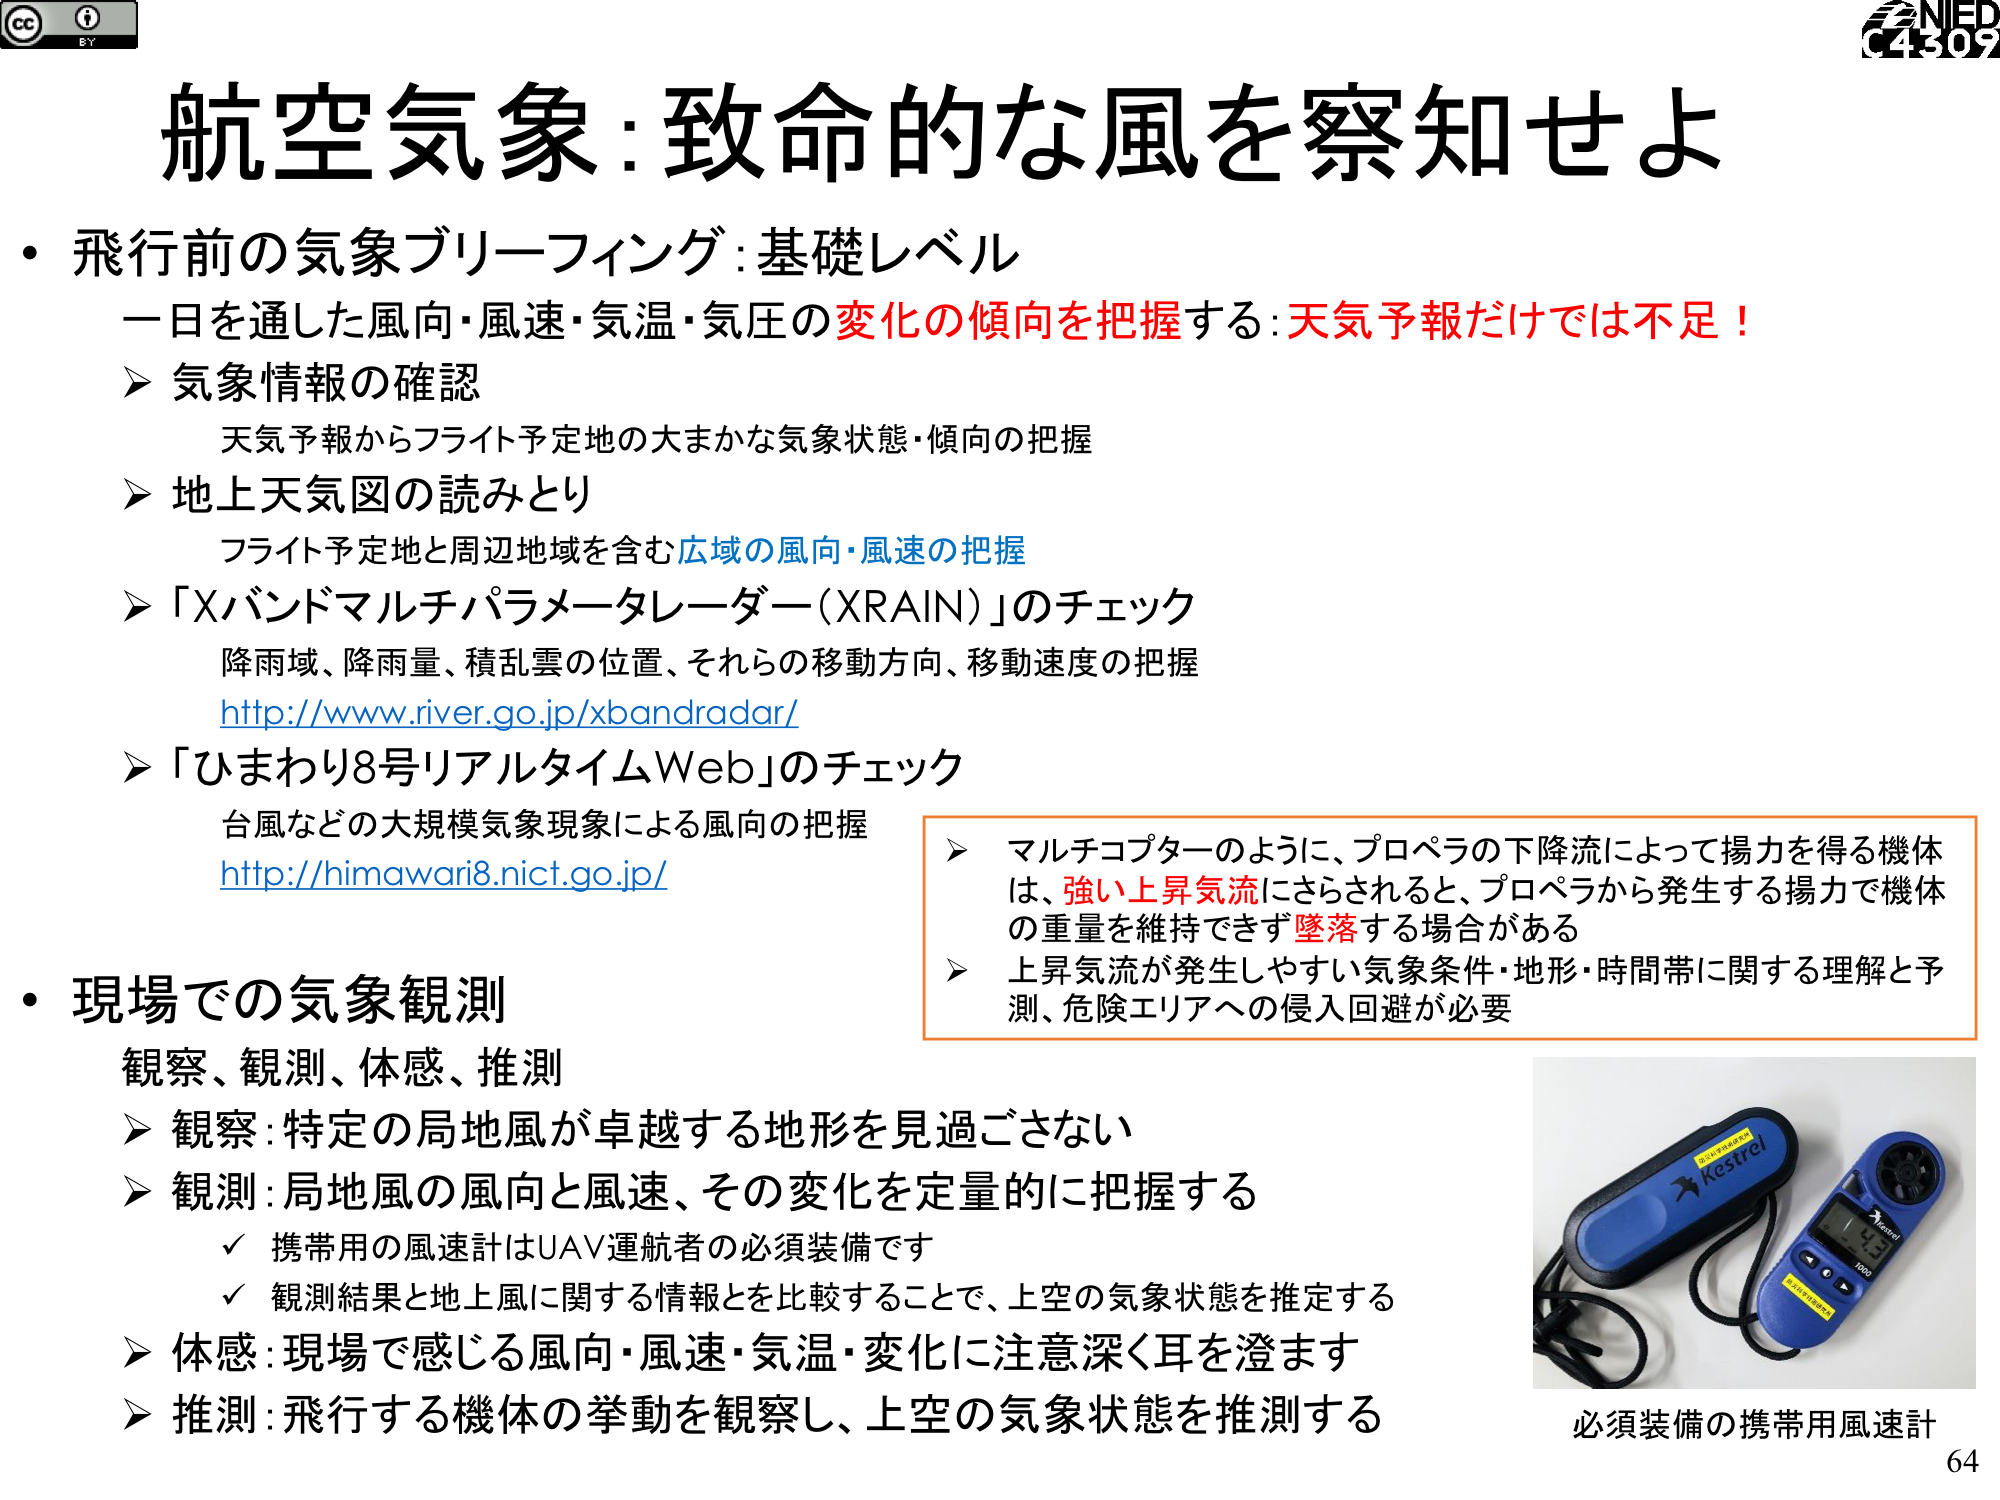 cc
BY
NIED
C4309
航空気象:致命的な風を察知せよ
• 飛行前の気象ブリーフィング:基礎レベル
一日を通した風向・風速・気温・気圧の変化の傾向を把握する:天気予報だけでは不足!
➢ 気象情報の確認
天気予報からフライト予定地の大まかな気象状態・傾向の把握
➢ 地上天気図の読みとり
フライト予定地と周辺地域を含む広域の風向・風速の把握
➢「Xバンドマルチパラメータレーダー(XRAIN)」のチェック
降雨域、降雨量、積乱雲の位置、それらの移動方向、移動速度の把握
http://www.river.go.jp/xbandradar/
➢「ひまわり8号リアルタイムWeb」のチェック
台風などの大規模気象現象による風向の把握
http://himawari8.nict.go.jp/
➢ マルチコプターのように、プロペラの下降流によって揚力を得る機体
は、強い上昇気流にさらされると、プロペラから発生する揚力で機体
の重量を維持できず墜落する場合がある
➢ 上昇気流が発生しやすい気象条件・地形・時間帯に関する理解と予
測、危険エリアへの侵入回避が必要
• 現場での気象観測
観察、観測、体感、推測
➢ 観察:特定の局地風が卓越する地形を見過ごさない
➢ 観測:局地風の風向と風速、その変化を定量的に把握する
✓ 携帯用の風速計はUAV運航者の必須装備です
✓ 観測結果と地上風に関する情報とを比較することで、上空の気象状態を推定する
➢ 体感:現場で感じる風向・風速・気温・変化に注意深く耳を澄ます
➢ 推測:飛行する機体の挙動を観察し、上空の気象状態を推測する
防災科学技術研究所
Kestrel
Kestrel
4.3
1000
防災科学技術研究所
必須装備の携帯用風速計
64